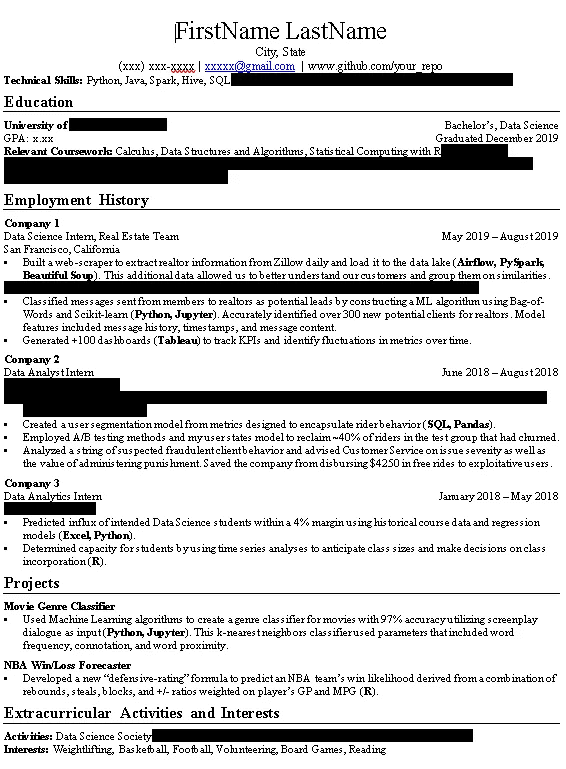 FirstName LastName
City, State
(xxx) xxx-xxxx | xxxxx@gmail.com | www.github.com/your_repo
Technical Skills: Python, Java, Spark, Hive, SQL
Education
University of
Bachelor's, Data Science
GPA: x.xx
Graduated December 2019
Relevant Coursework: Calculus, Data Structures and Algorithms, Statistical Computing with R
Employment History
Company 1
Data Science Intern, Real Estate Team
May 2019 – August 2019
San Francisco, California
• Built a web-scraper to extract realtor information from Zillow daily and load it to the data lake (Airflow, PySpark,
Beautiful Soup). This additional data allowed us to better understand our customers and group them on similarities.
• Classified messages sent from members to realtors as potential leads by constructing a ML algorithm using Bag-of-
Words and Scikit-learn (Python, Jupyter). Accurately identified over 300 new potential clients for realtors. Model
features included message history, timestamps, and message content.
• Generated +100 dashboards (Tableau) to track KPIs and identify fluctuations in metrics over time.
Company 2
Data Analyst Intern
June 2018 – August 2018
• Created a user segmentation model from metrics designed to encapsulate rider behavior (SQL, Pandas).
• Employed A/B testing methods and my user states model to reclaim ~40% of riders in the test group that had churned.
• Analyzed a string of suspected fraudulent client behavior and advised Customer Service on issue severity as well as
the value of administering punishment. Saved the company from disbursing $4250 in free rides to exploitative users.
Company 3
Data Analytics Intern
January 2018 – May 2018
• Predicted influx of intended Data Science students within a 4% margin using historical course data and regression
models (Excel, Python).
• Determined capacity for students by using time series analyses to anticipate class sizes and make decisions on class
incorporation (R).
Projects
Movie Genre Classifier
• Used Machine Learning algorithms to create a genre classifier for movies with 97% accuracy utilizing screenplay
dialogue as input (Python, Jupyter). This k-nearest neighbors classifier used parameters that included word
frequency, connotation, and word proximity.
NBA Win/Loss Forecaster
• Developed a new "defensive-rating" formula to predict an NBA team's win likelihood derived from a combination of
rebounds, steals, blocks, and +/- ratios weighted on player's GP and MPG (R).
Extracurricular Activities and Interests
Activities: Data Science Society
Interests: Weightlifting, Basketball, Football, Volunteering, Board Games, Reading